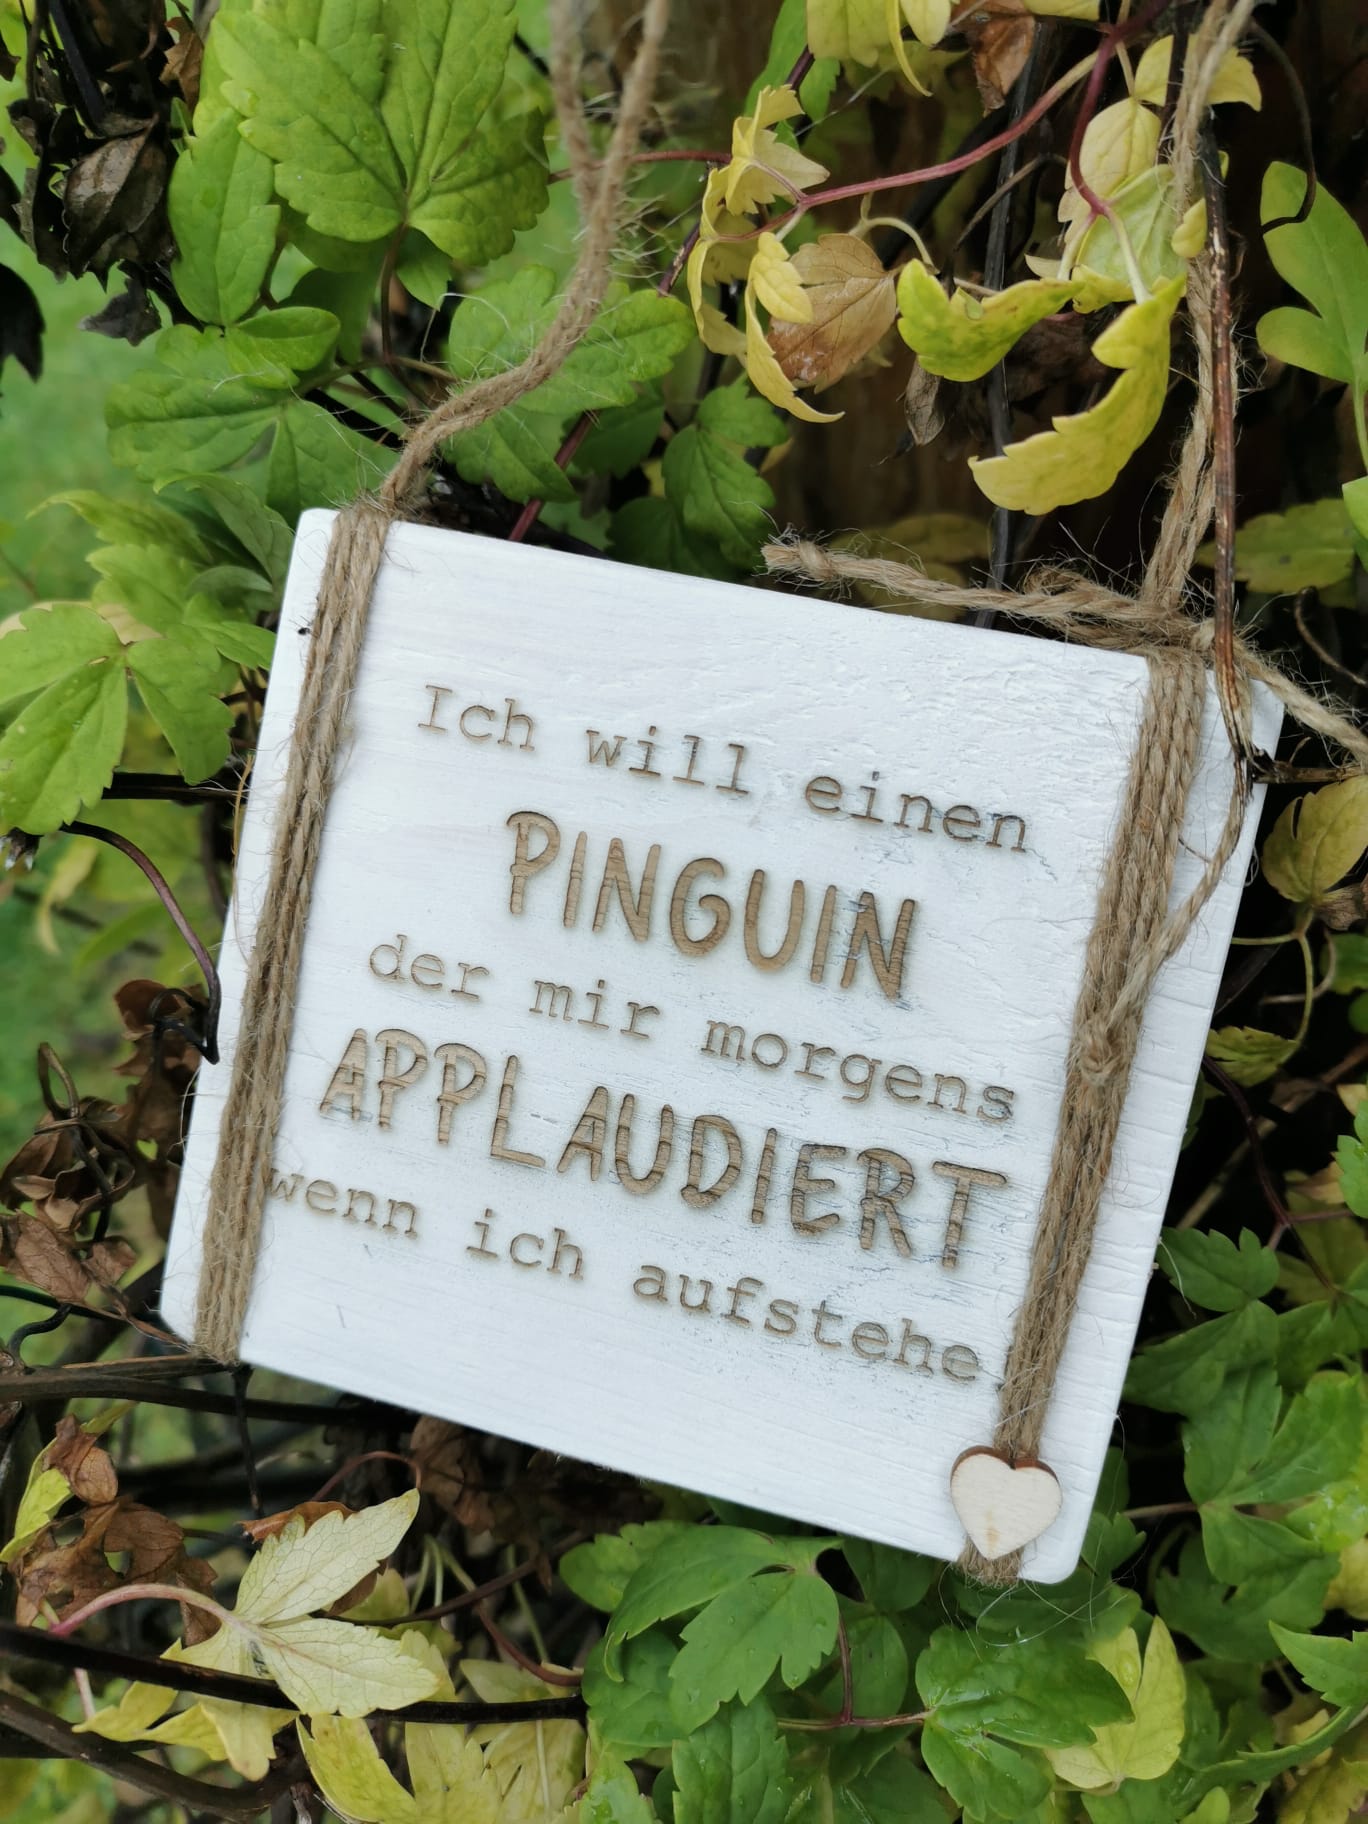 Ich will einen
PINGUIN
der mir morgens
APPLAUDIERT
wenn ich aufstehe